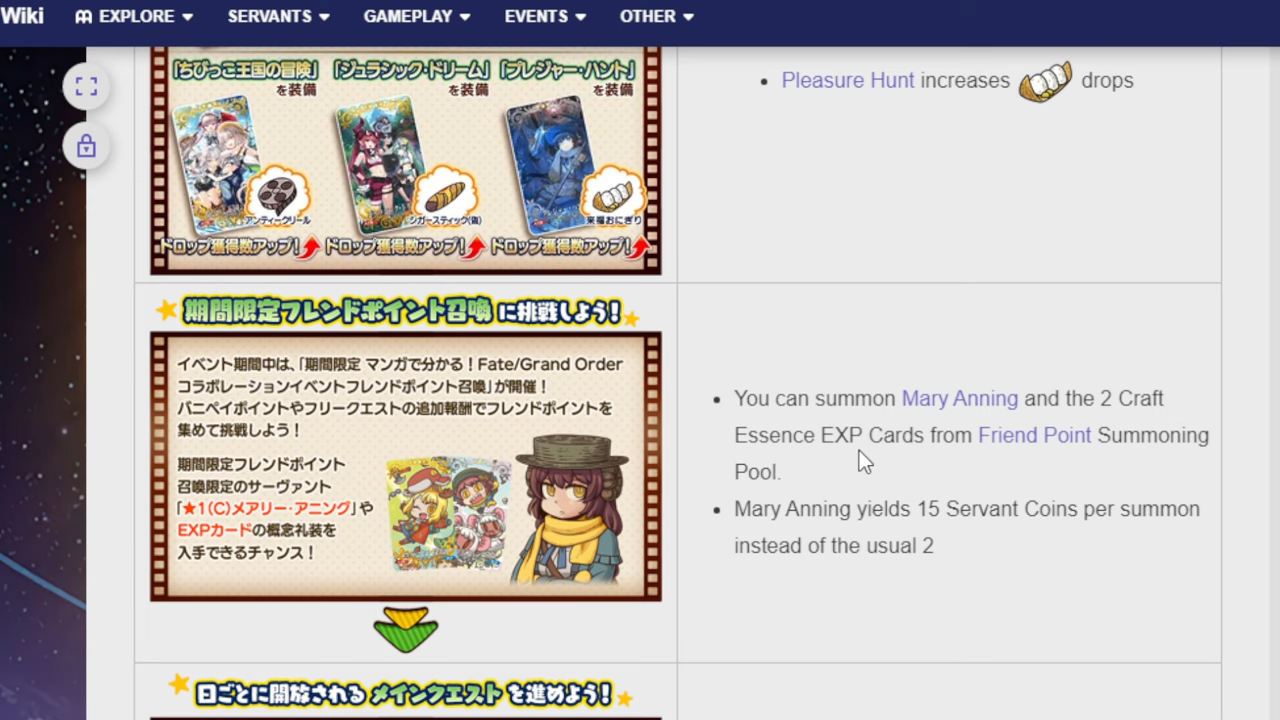 Wiki EXPLORE SERVANTS GAMEPLAY EVENTS OTHER
「ちびっこ王国の冒険」 「ジュラシック・ドリーム」 「プレジャー・ハント」
を装備 を装備 を装備
アンティークリール シガースティック(偽) 来福おにぎり
ドロップ獲得数アップ! ドロップ獲得数アップ! ドロップ獲得数アップ!
Pleasure Hunt increases drops
期間限定フレンドポイント召喚に挑戦しよう!
イベント期間中は、「期間限定 マンガで分かる!Fate/Grand Order
コラボレーションイベントフレンドポイント召喚」が開催!
バニペイポイントやフリークエストの追加報酬でフレンドポイントを
集めて挑戦しよう!
期間限定フレンドポイント
召喚限定のサーヴァント
「★1(C)メアリー・アニング」や
EXPカードの概念礼装を
入手できるチャンス!
You can summon Mary Anning and the 2 Craft
Essence EXP Cards from Friend Point Summoning
Pool.
Mary Anning yields 15 Servant Coins per summon
instead of the usual 2
日ごとに開放されるメインクエストを進めよう!